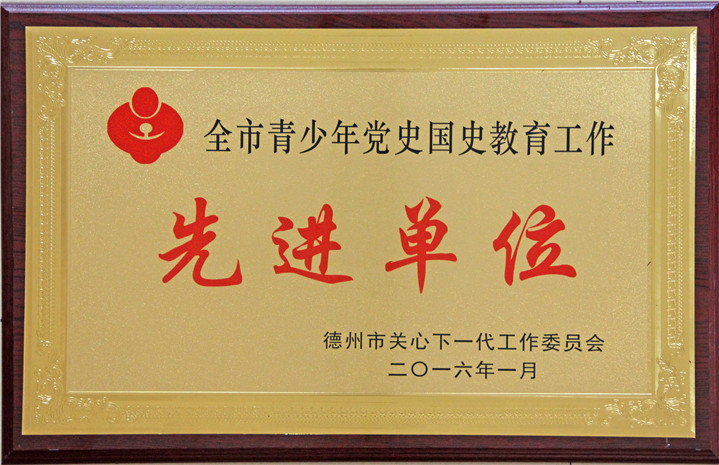 全市青少年党史国史教育工作
先进单位
德州市关心下一代工作委员会
二〇一六年一月